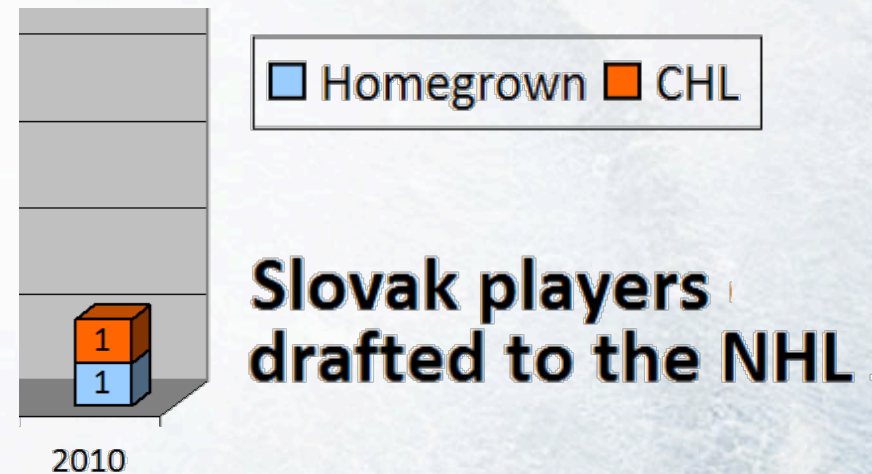 Homegrown CHL
Slovak players
drafted to the NHL
1
1
2010